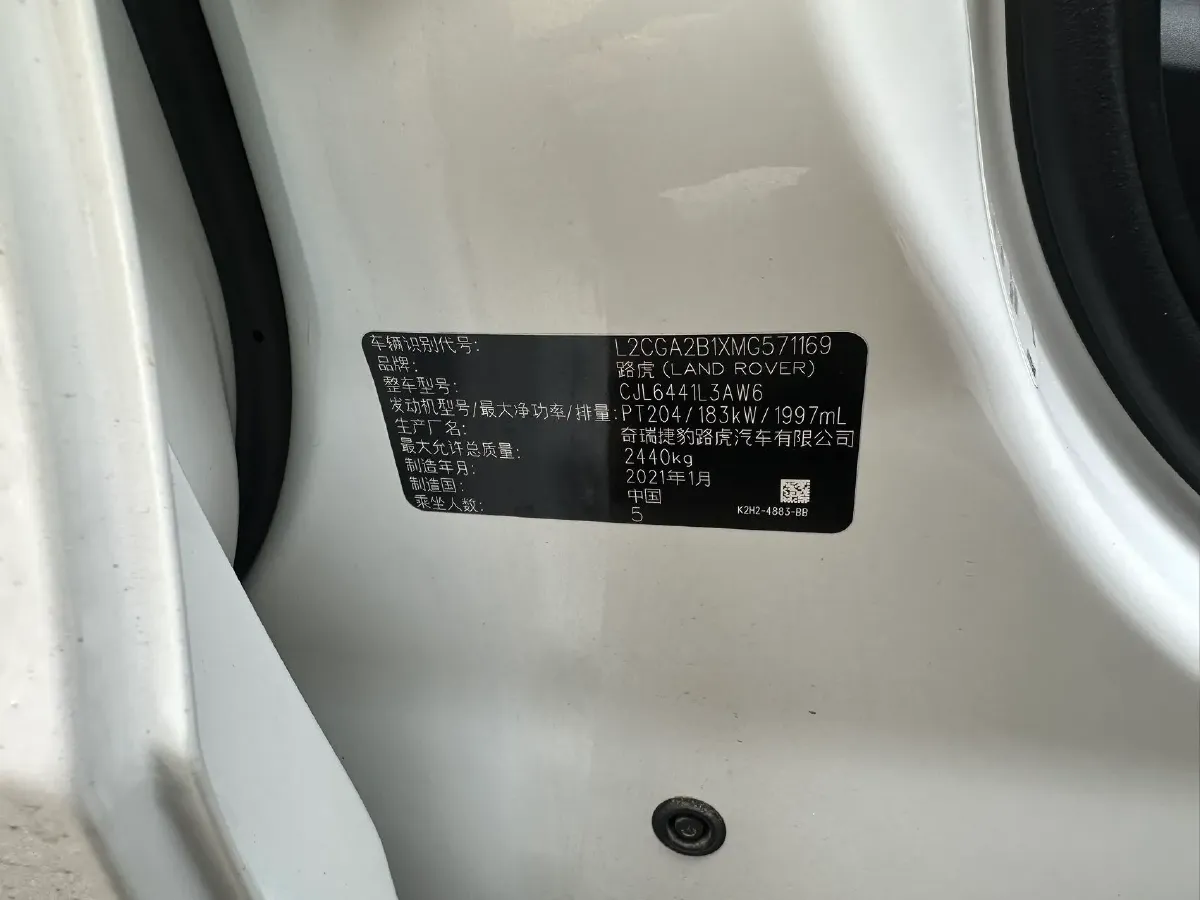 车辆识别代号: L2CGA2B1XMG571169
品牌: 路虎(LAND ROVER)
整车型号: CJL6441L3AW6
发动机型号/最大净功率/排量: PT204/183kW/1997mL
生产厂名: 奇瑞捷豹路虎汽车有限公司
最大允许总质量: 2440kg
制造年月: 2021年1月
制造国: 中国
乘坐人数: 5
K2H2-4883-BB